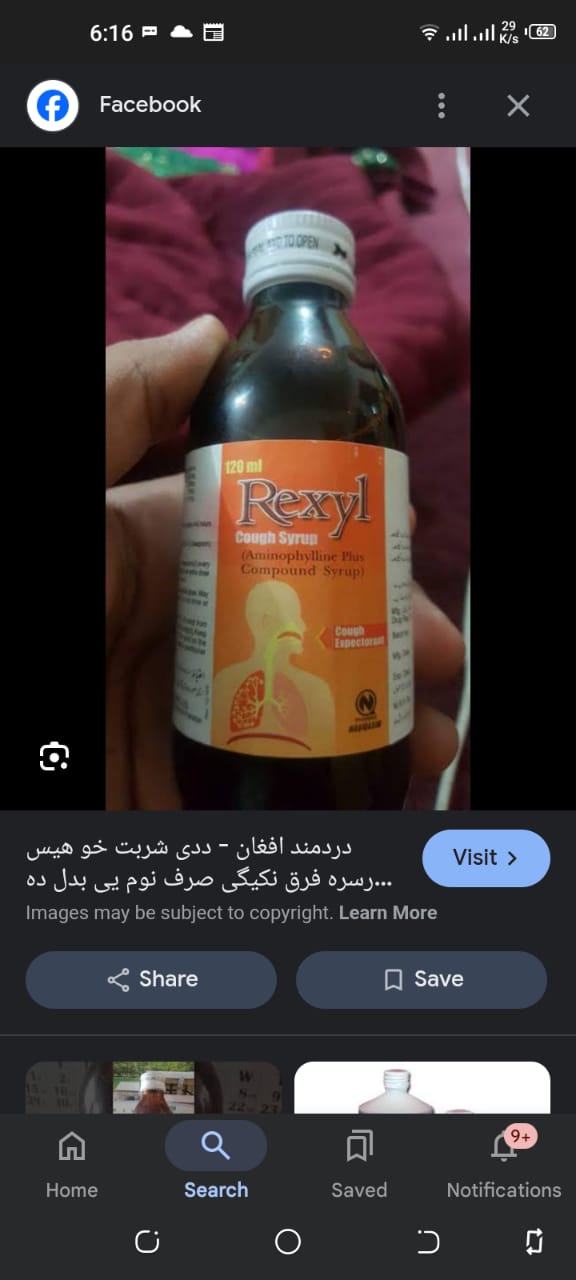 6:16
29
K/s
62
Facebook
AND TO OPEN
120 ml
Rexyl
Cough Syrup
(Aminophylline Plus
Compound Syrup)
Cough
Expectorant
N
دردمند افغان - ددی شربت خو هیس
رسره فرق نکیگی صرف نوم یی بدل ده...
Visit
Images may be subject to copyright. Learn More
Share
Save
W
Home
Search
Saved
9+
Notifications